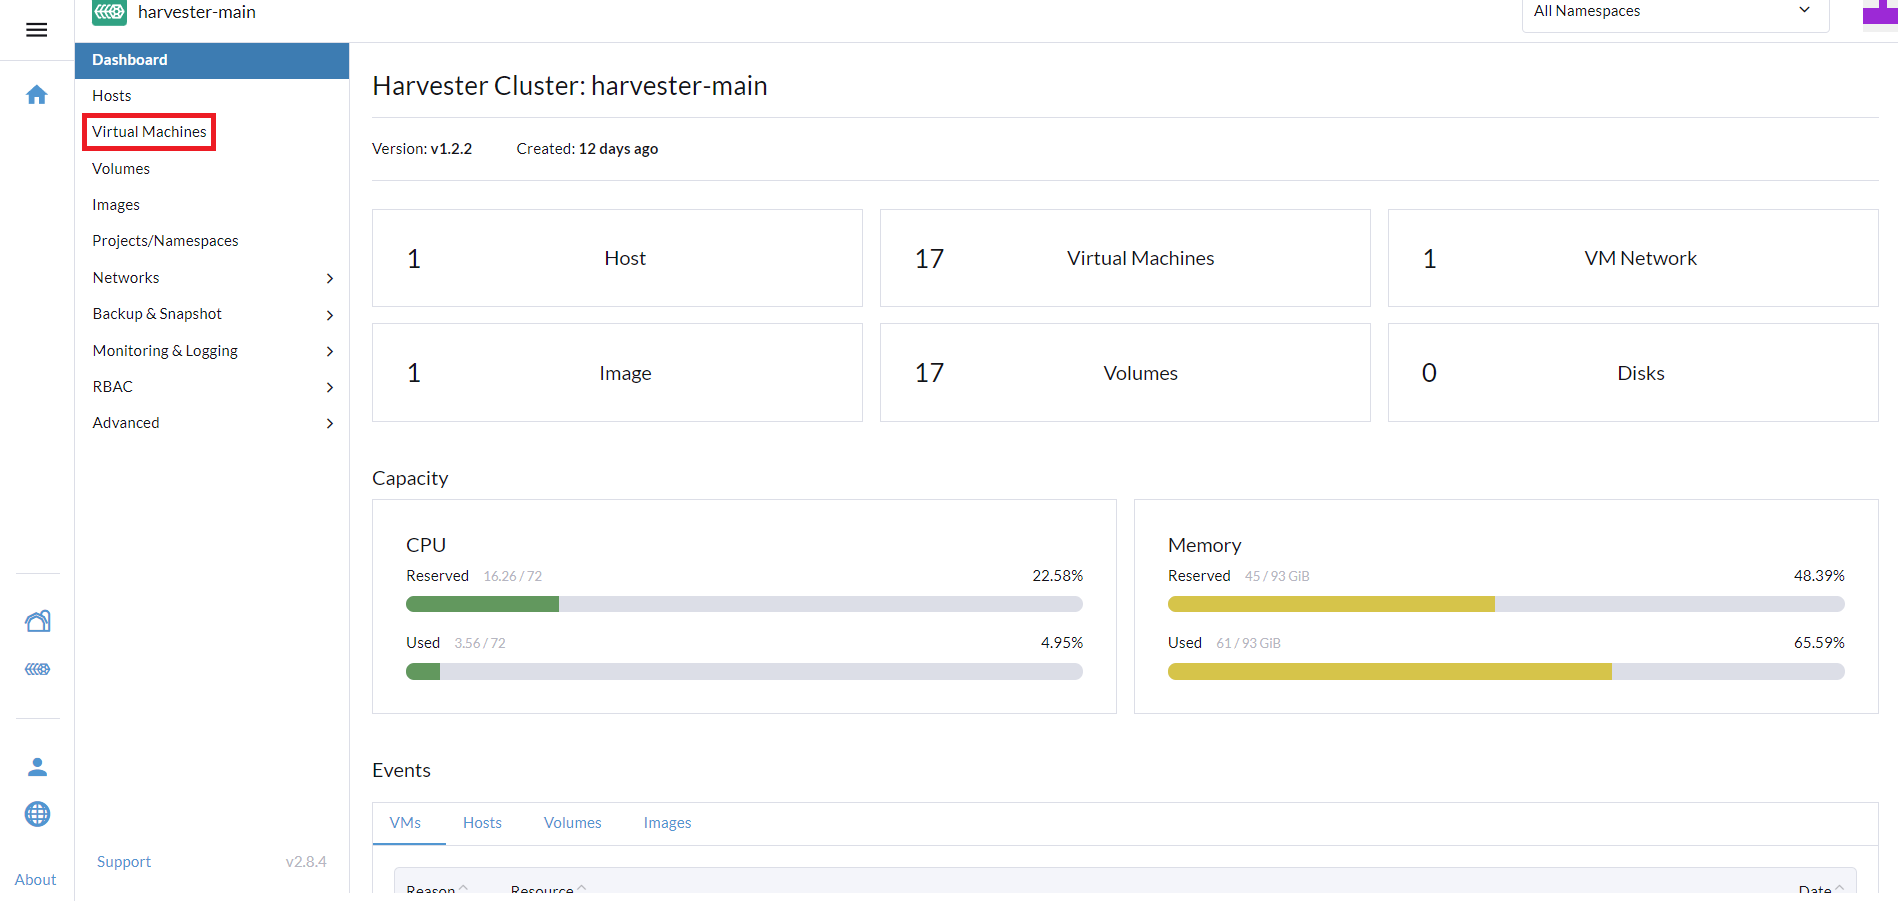 harvester-main
All Namespaces
Dashboard
Hosts
Virtual Machines
Volumes
Images
Projects/Namespaces
Networks
Backup & Snapshot
Monitoring & Logging
RBAC
Advanced
Support v2.8.4
About
Harvester Cluster: harvester-main
Version: v1.2.2 Created: 12 days ago
1 Host
17 Virtual Machines
1 VM Network
1 Image
17 Volumes
0 Disks
Capacity
CPU
Reserved 16.26 / 72 22.58%
Used 3.56 / 72 4.95%
Memory
Reserved 45 / 93 GiB 48.39%
Used 61 / 93 GiB 65.59%
Events
VMs Hosts Volumes Images
Reason Resource Date